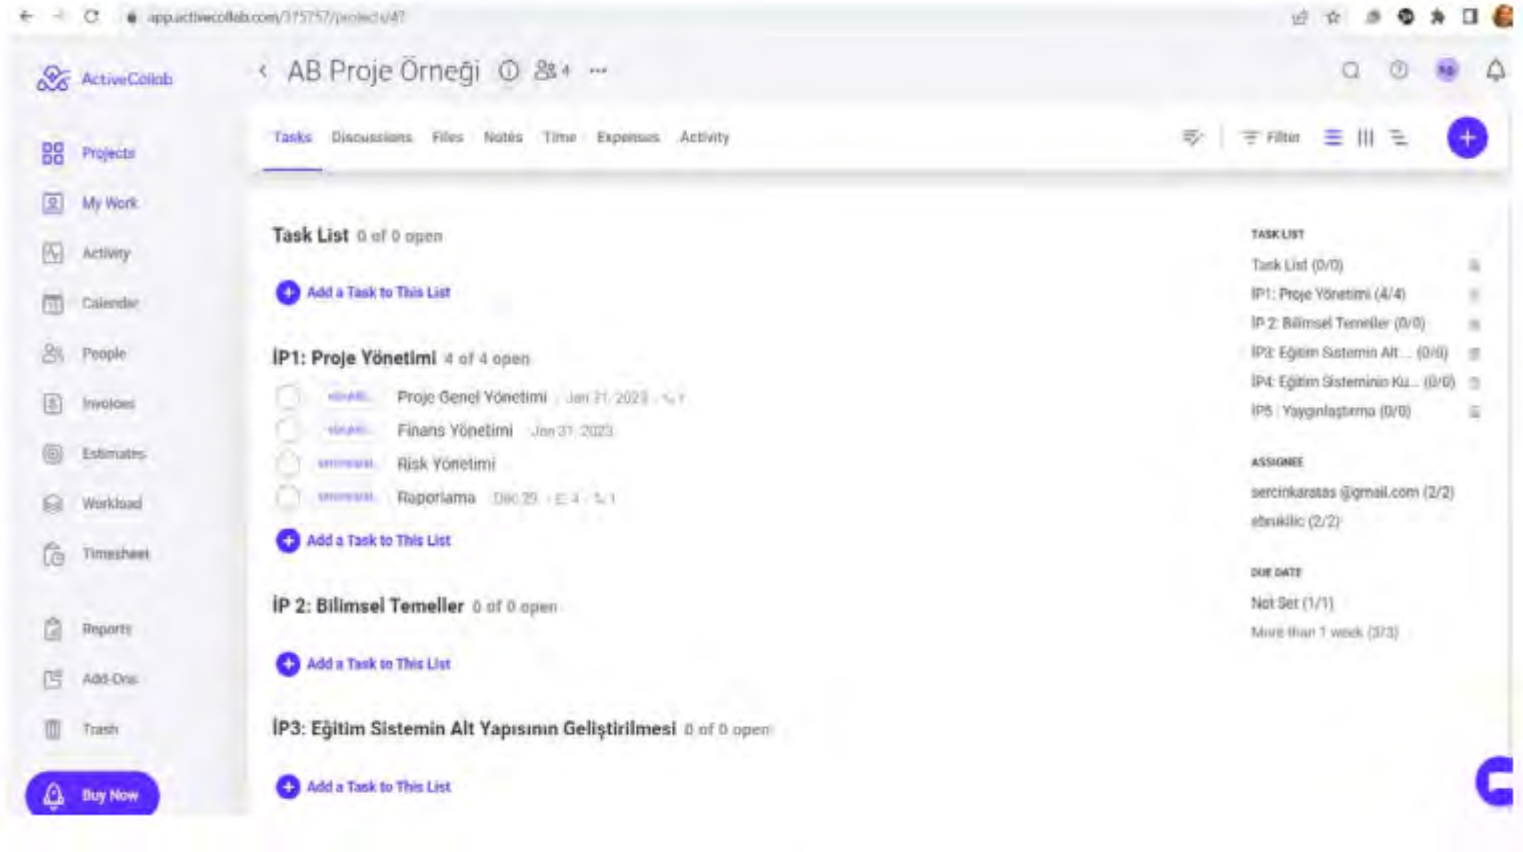 app.activecollab.com/315757/projects/47
AB Proje Örneği 4
ActiveCollab
Tasks Discussions Files Notes Time Expenses Activity
Filter
Projects
My Work
Activity
Calendar
People
Invoices
Estimates
Workload
Timesheet
Reports
Add-Ons
Trash
Buy Now
Task List 0 of 0 open
Add a Task to This List
İP1: Proje Yönetimi 4 of 4 open
Proje Genel Yönetimi Jan 31, 2023 1
Finans Yönetimi Jan 31, 2023
Risk Yönetimi
Raporlama Dec 29 4 1
Add a Task to This List
İP 2: Bilimsel Temeller 0 of 0 open
Add a Task to This List
İP3: Eğitim Sistemin Alt Yapısının Geliştirilmesi 0 of 0 open
Add a Task to This List
TASK LIST
Task List (0/0)
İP1: Proje Yönetimi (4/4)
İP 2: Bilimsel Temeller (0/0)
İP3: Eğitim Sistemin Alt ... (0/0)
İP4: Eğitim Sisteminin Ku... (0/0)
İP5 : Yaygınlaştırma (0/0)
ASSIGNEE
sercinkaratas @gmail.com (2/2)
ebrukilic (2/2)
DUE DATE
Not Set (1/1)
More than 1 week (3/3)